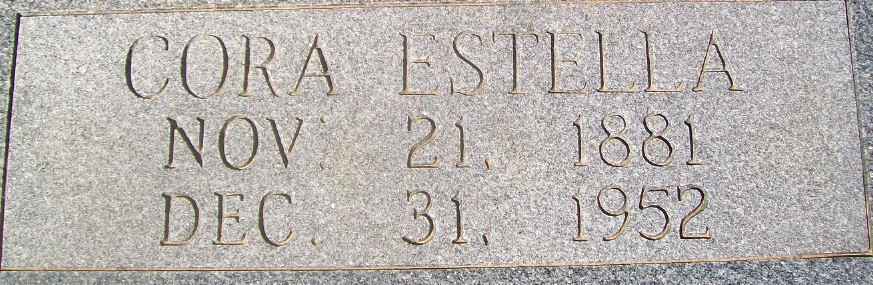 CORA ESTELLA
NOV. 21, 1881
DEC. 31, 1952